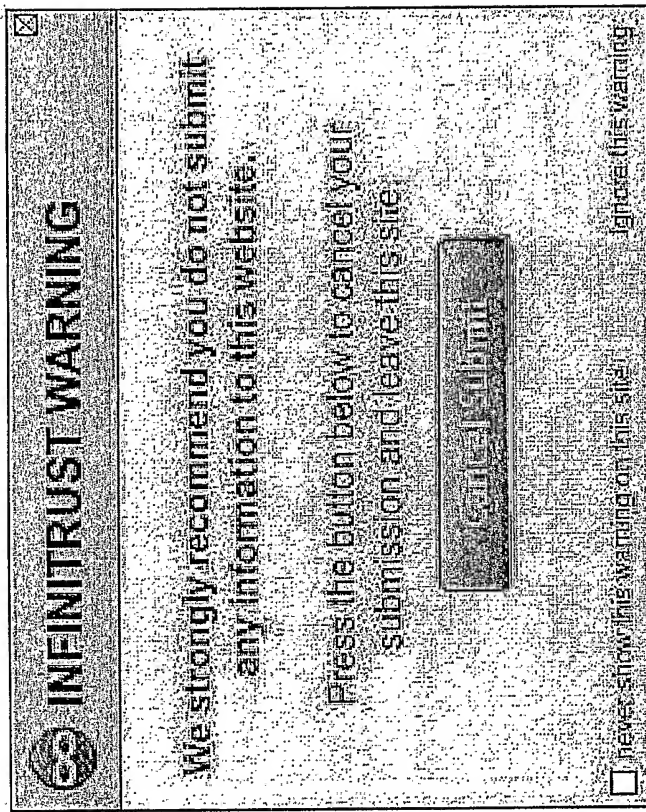 INFINITRUST WARNING
We strongly recommend you do not submit
any information to this website.
Press the button below to cancel your
submission and leave this site
Cancel Submit
never show this warning on this site
Ignore this warning